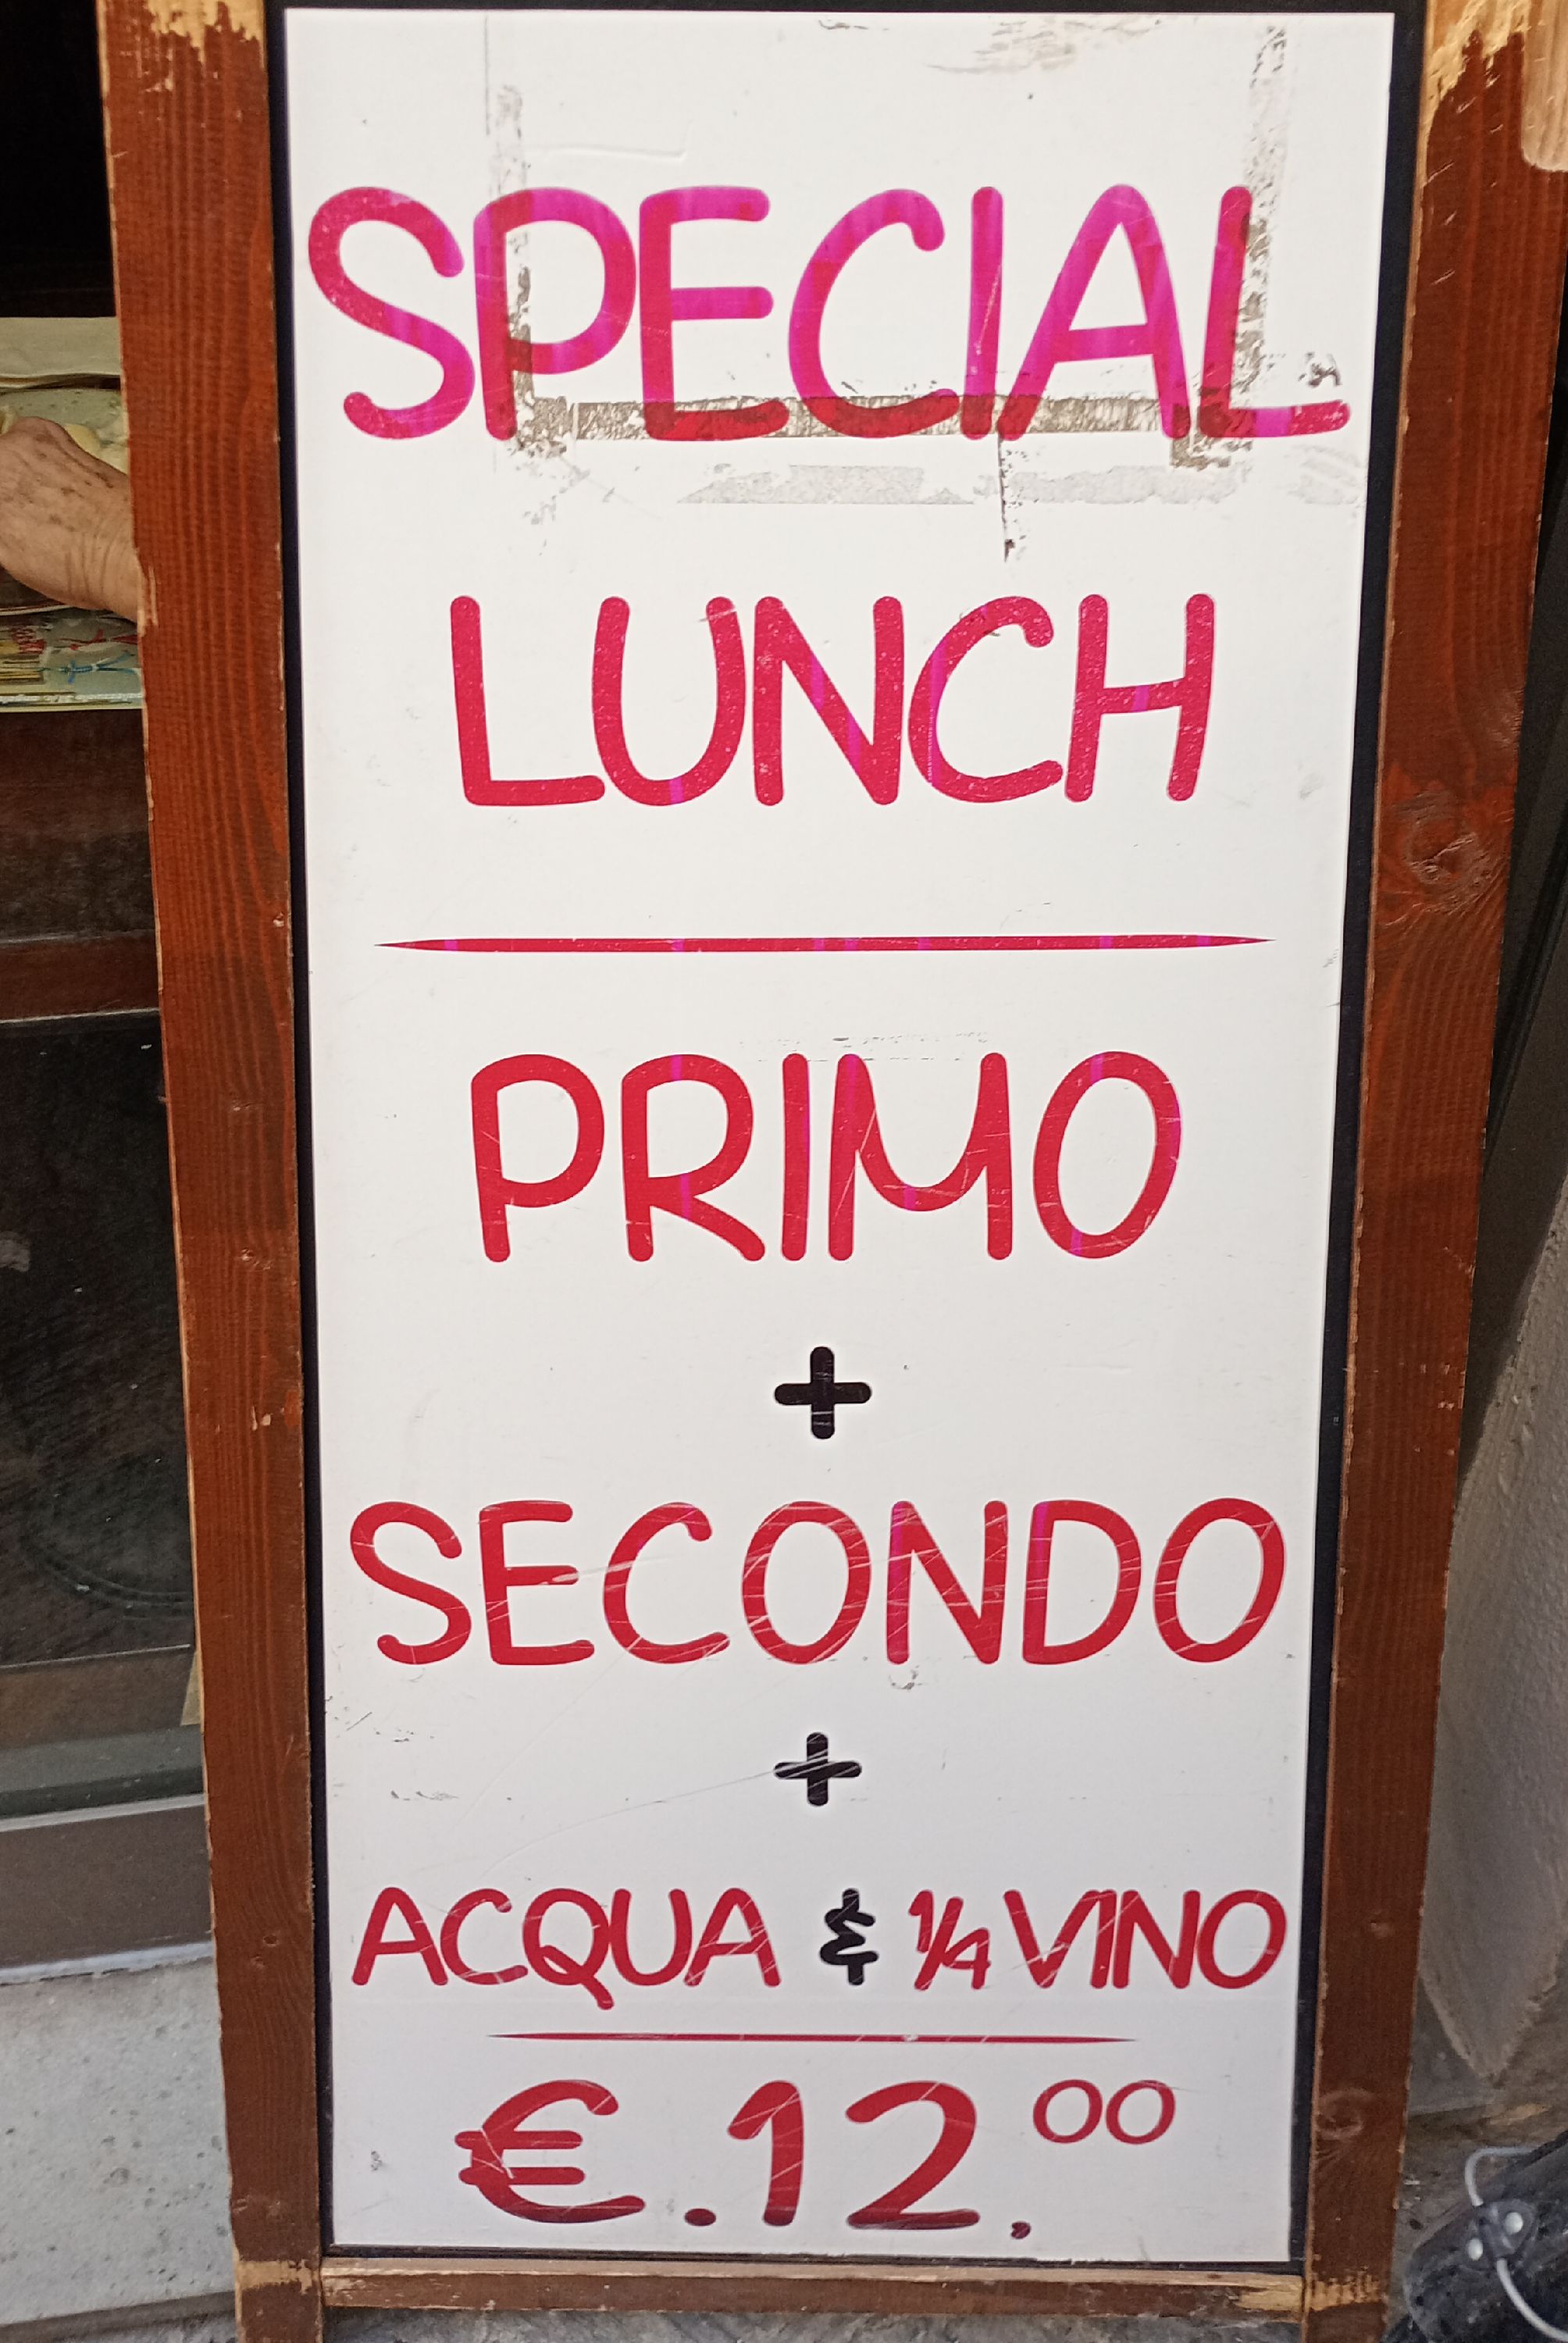 SPECIAL
LUNCH
PRIMO
+
SECONDO
+
ACQUA & 1/4 VINO
€.12.00